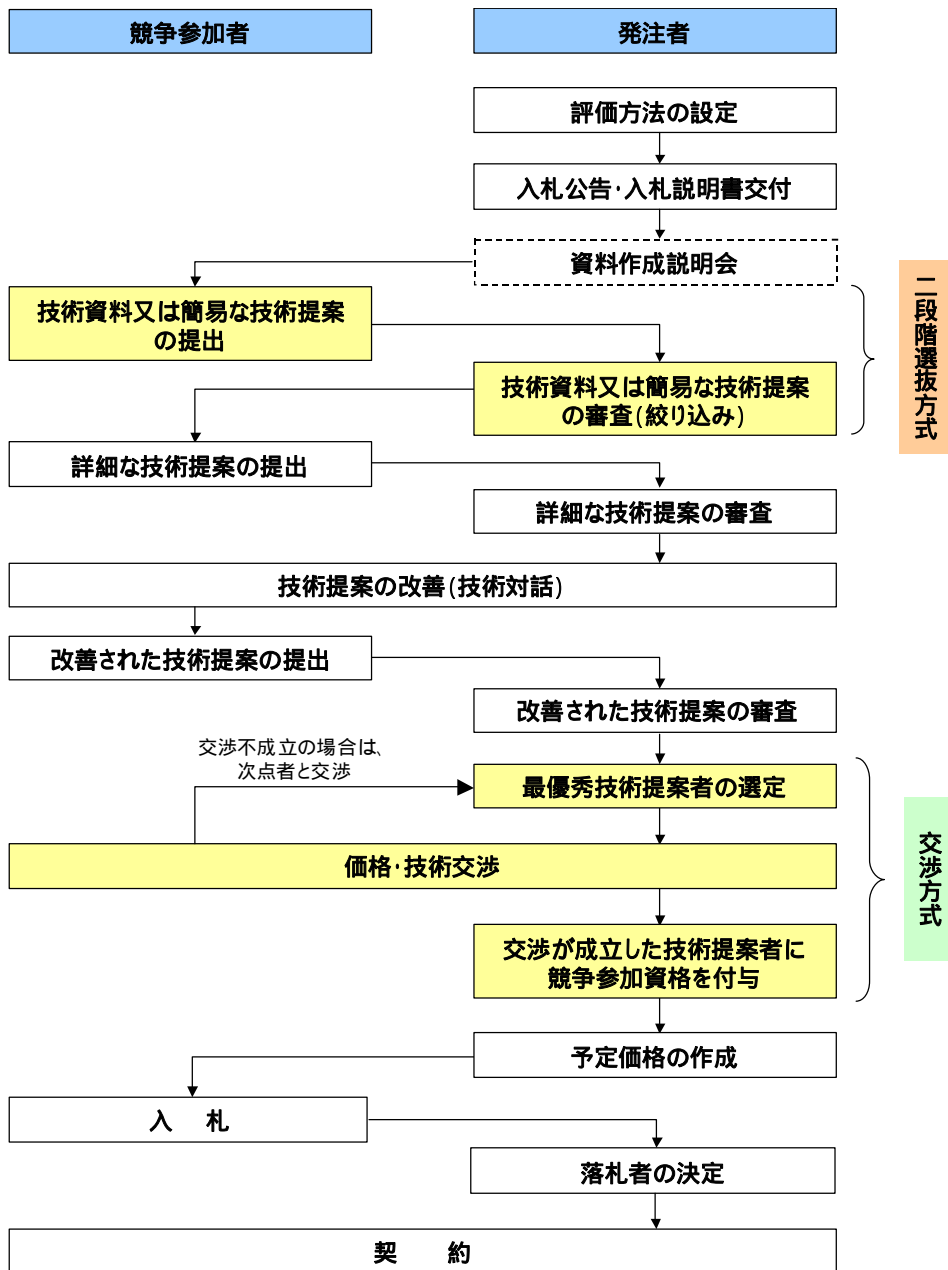 競争参加者
発注者
評価方法の設定
入札公告・入札説明書交付
資料作成説明会
技術資料又は簡易な技術提案
の提出
技術資料又は簡易な技術提案
の審査(絞り込み)
二段階選抜方式
詳細な技術提案の提出
詳細な技術提案の審査
技術提案の改善(技術対話)
改善された技術提案の提出
改善された技術提案の審査
交渉不成立の場合は、
次点者と交渉
最優秀技術提案者の選定
価格・技術交渉
交渉が成立した技術提案者に
競争参加資格を付与
交渉方式
予定価格の作成
入　札
落札者の決定
契　　約